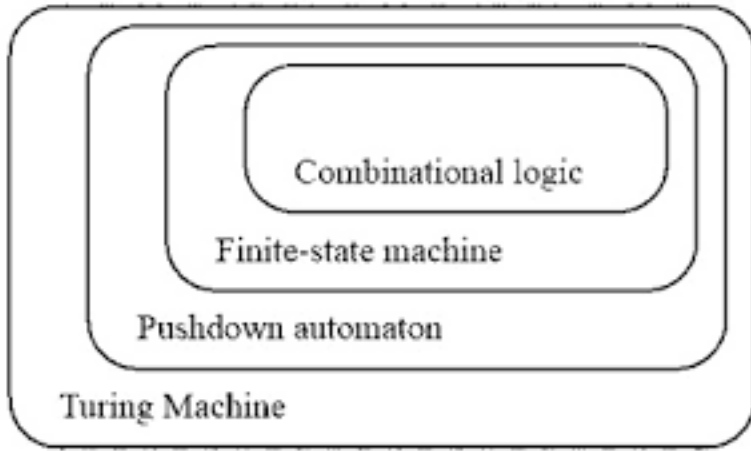 Combinational logic
Finite-state machine
Pushdown automaton
Turing Machine